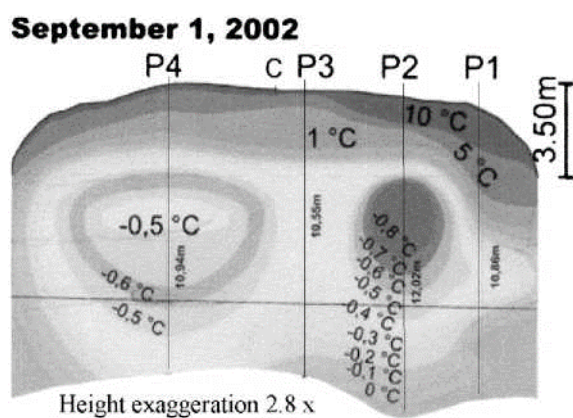 September 1, 2002
P4
C
P3
P2
P1
10 °C
5 °C
1 °C
3.50m
-0,5 °C
10,94m
10,55m
12,02m
10,86m
-0,6 °C
-0,5 °C
-0,8 °C
-0,7 °C
-0,6 °C
-0,5 °C
-0,4 °C
-0,3 °C
-0,2 °C
-0,1 °C
0 °C
Height exaggeration 2.8 x